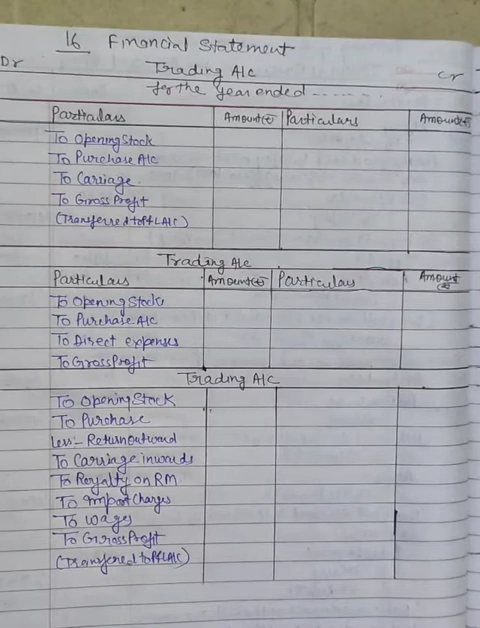 16 Financial Statement
Dr Trading A/c Cr
for the year ended ........
Particulars Amount(₹) Particulars Amount(₹)
To Opening Stock
To Purchase A/c
To Carriage
To Gross Profit
(Transferred to P&L A/C)
Trading A/c
Particulars Amount(₹) Particulars Amount (₹)
To Opening Stock
To Purchase A/c
To Direct expenses
To Gross Profit
Trading A/C
To Opening Stock
To Purchase
Less:- Return outward
To Carriage inwards
To Royalty on RM
To Import Charges
To Wages
To Gross Profit
(Transfered to P&L A/C)